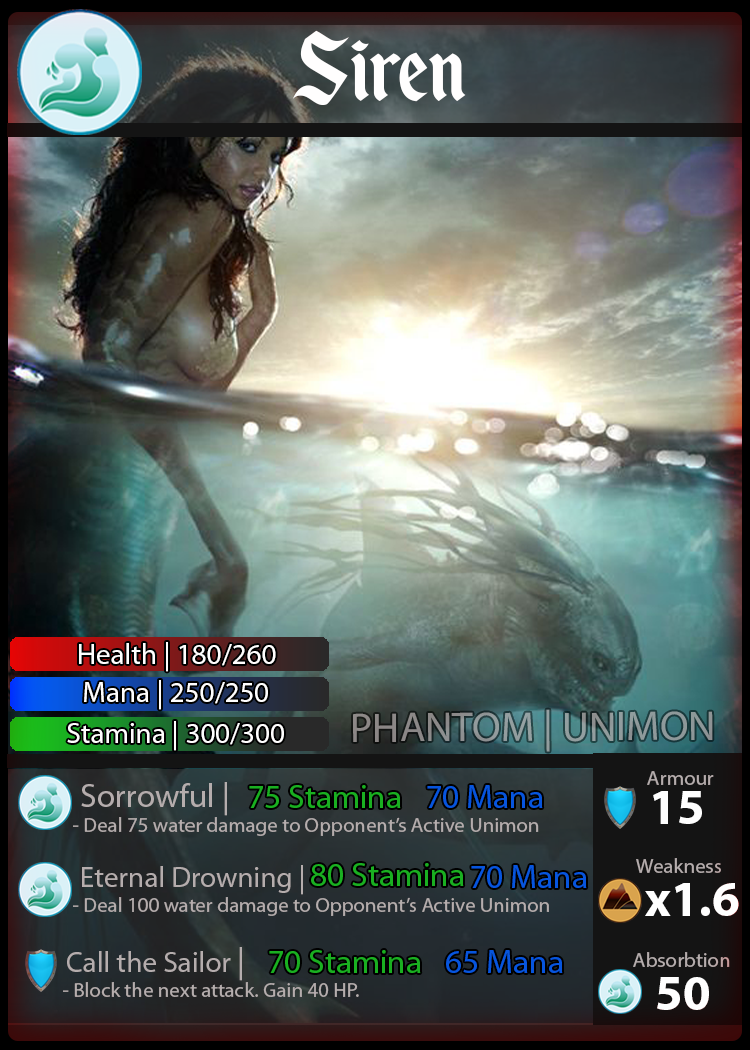 Siren
Health | 180/260
Mana | 250/250
Stamina | 300/300
PHANTOM | UNIMON
Sorrowful | 75 Stamina 70 Mana
- Deal 75 water damage to Opponent's Active Unimon
Eternal Drowning | 80 Stamina 70 Mana
- Deal 100 water damage to Opponent's Active Unimon
Call the Sailor | 70 Stamina 65 Mana
- Block the next attack. Gain 40 HP.
Armour
15
Weakness
x1.6
Absorbtion
50